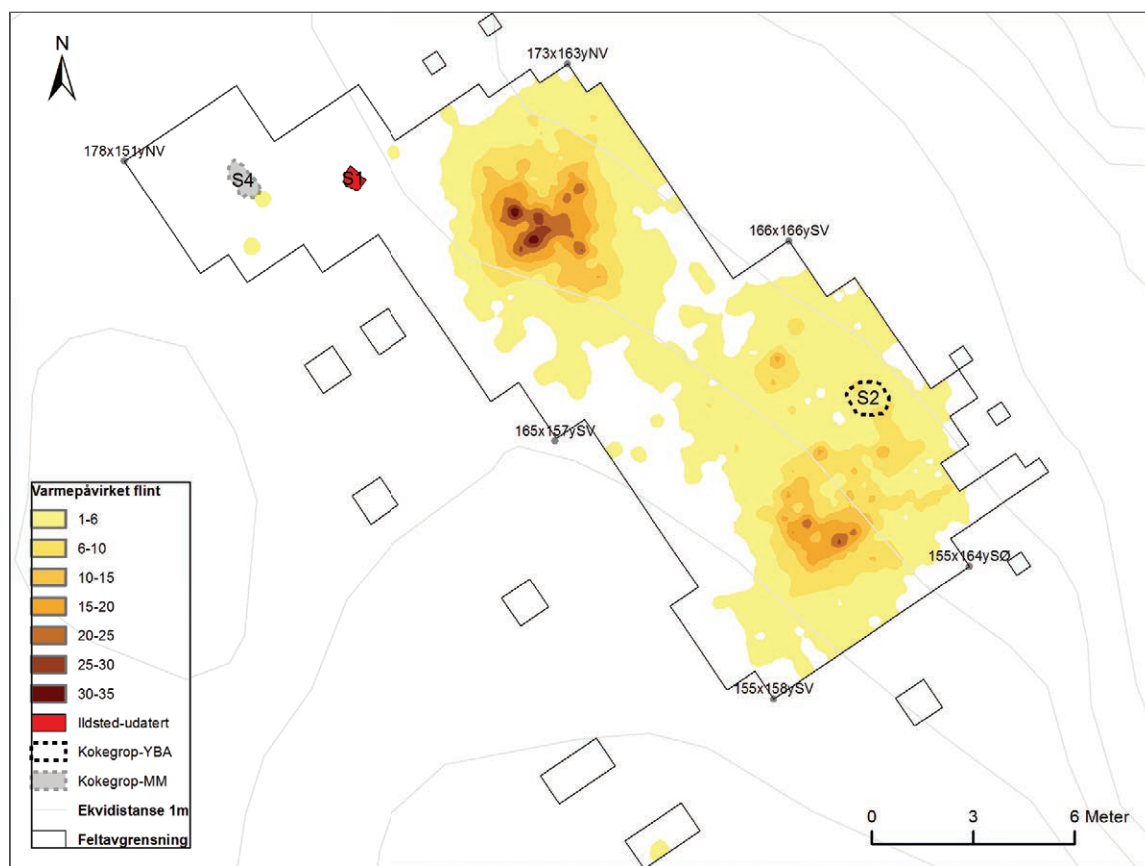 N
173x163yNV
178x151yNV
S4
S1
166x166ySV
S2
165x157ySV
155x164ySØ
155x158ySV
Varmepåvirket flint
1-6
6-10
10-15
15-20
20-25
25-30
30-35
Ildsted-udatert
Kokegrop-YBA
Kokegrop-MM
Ekvidistanse 1m
Feltavgrensning
0 3 6 Meter